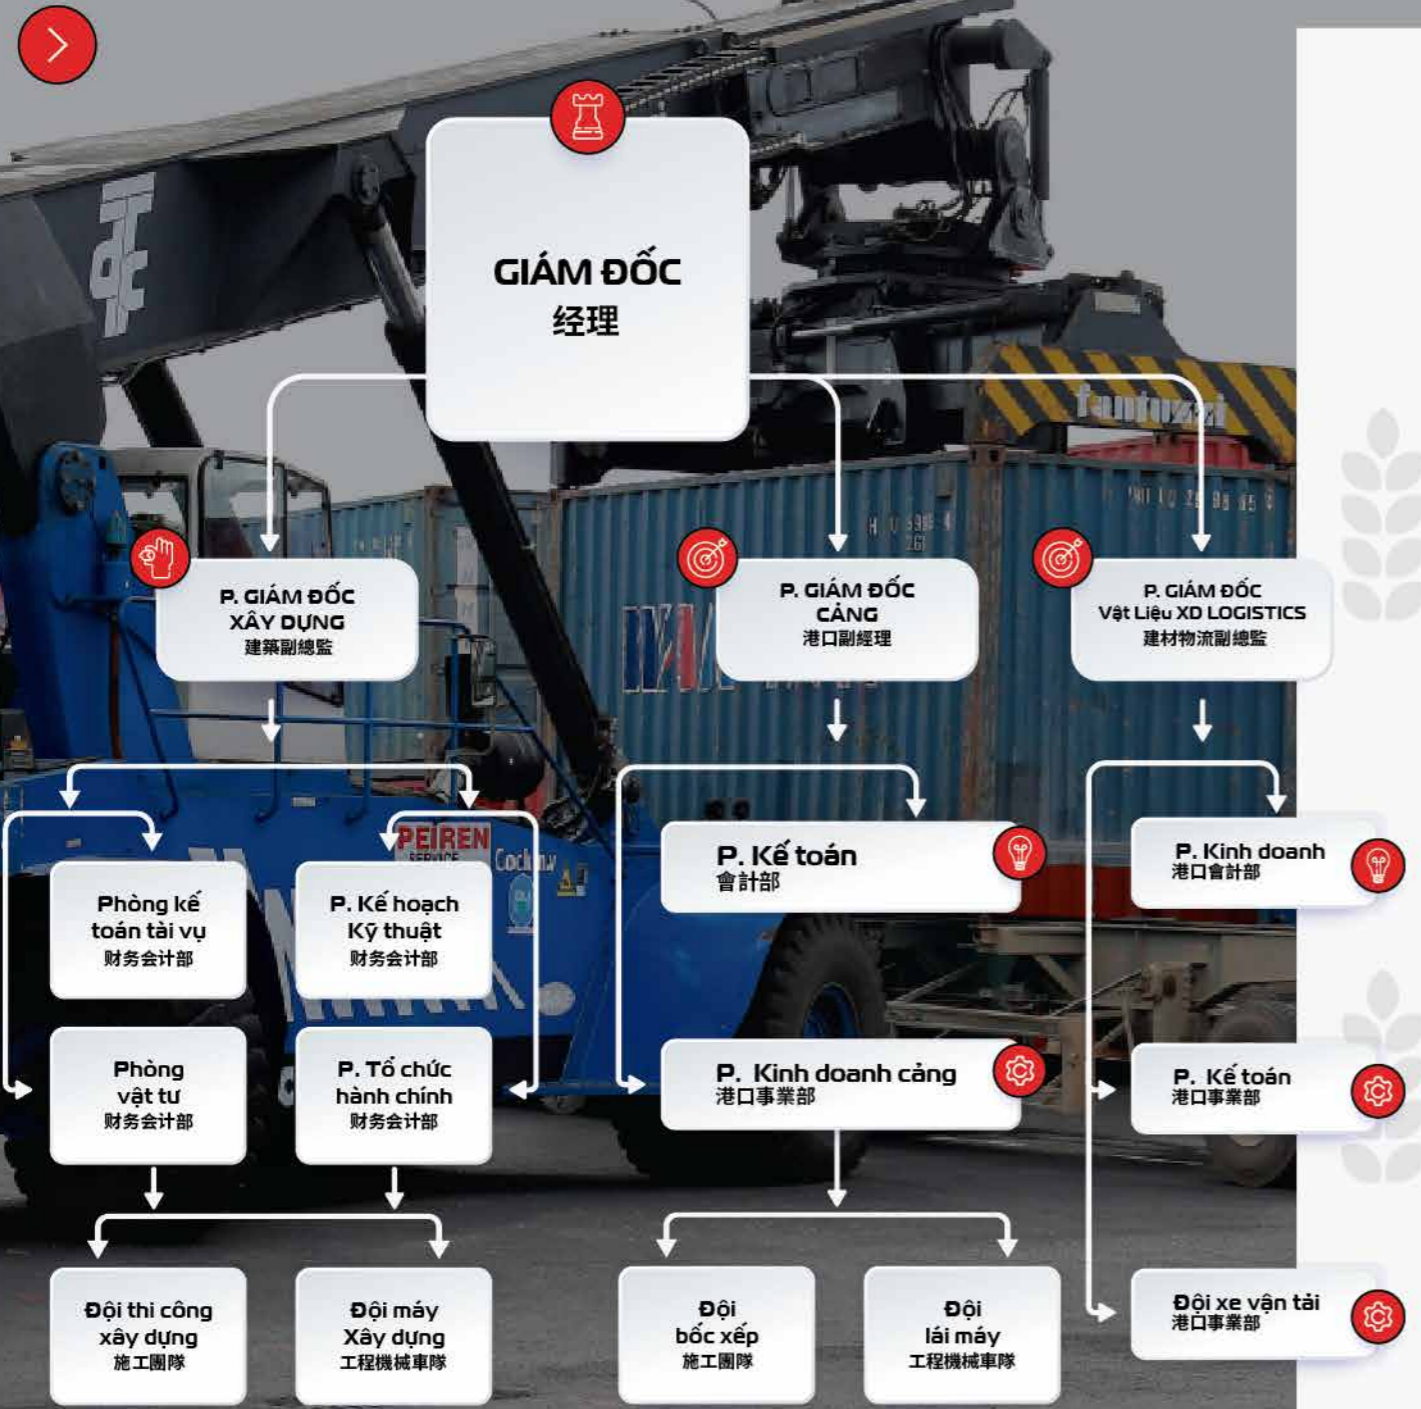 GIÁM ĐỐC
经理
fantuzzi
P. GIÁM ĐỐC
XÂY DỰNG
建築副總監
P. GIÁM ĐỐC
CẢNG
港口副經理
P. GIÁM ĐỐC
Vật Liệu XD LOGISTICS
建材物流副總監
PEIREN
SERVICE
Phòng kế
toán tài vụ
财务会计部
P. Kế hoạch
Kỹ thuật
财务会计部
P. Kế toán
會計部
P. Kinh doanh
港口會計部
Phòng
vật tư
财务会计部
P. Tổ chức
hành chính
财务会计部
P. Kinh doanh cảng
港口事業部
P. Kế toán
港口事業部
Đội thi công
xây dựng
施工團隊
Đội máy
Xây dựng
工程機械車隊
Đội
bốc xếp
施工團隊
Đội
lái máy
工程機械車隊
Đội xe vận tải
港口事業部